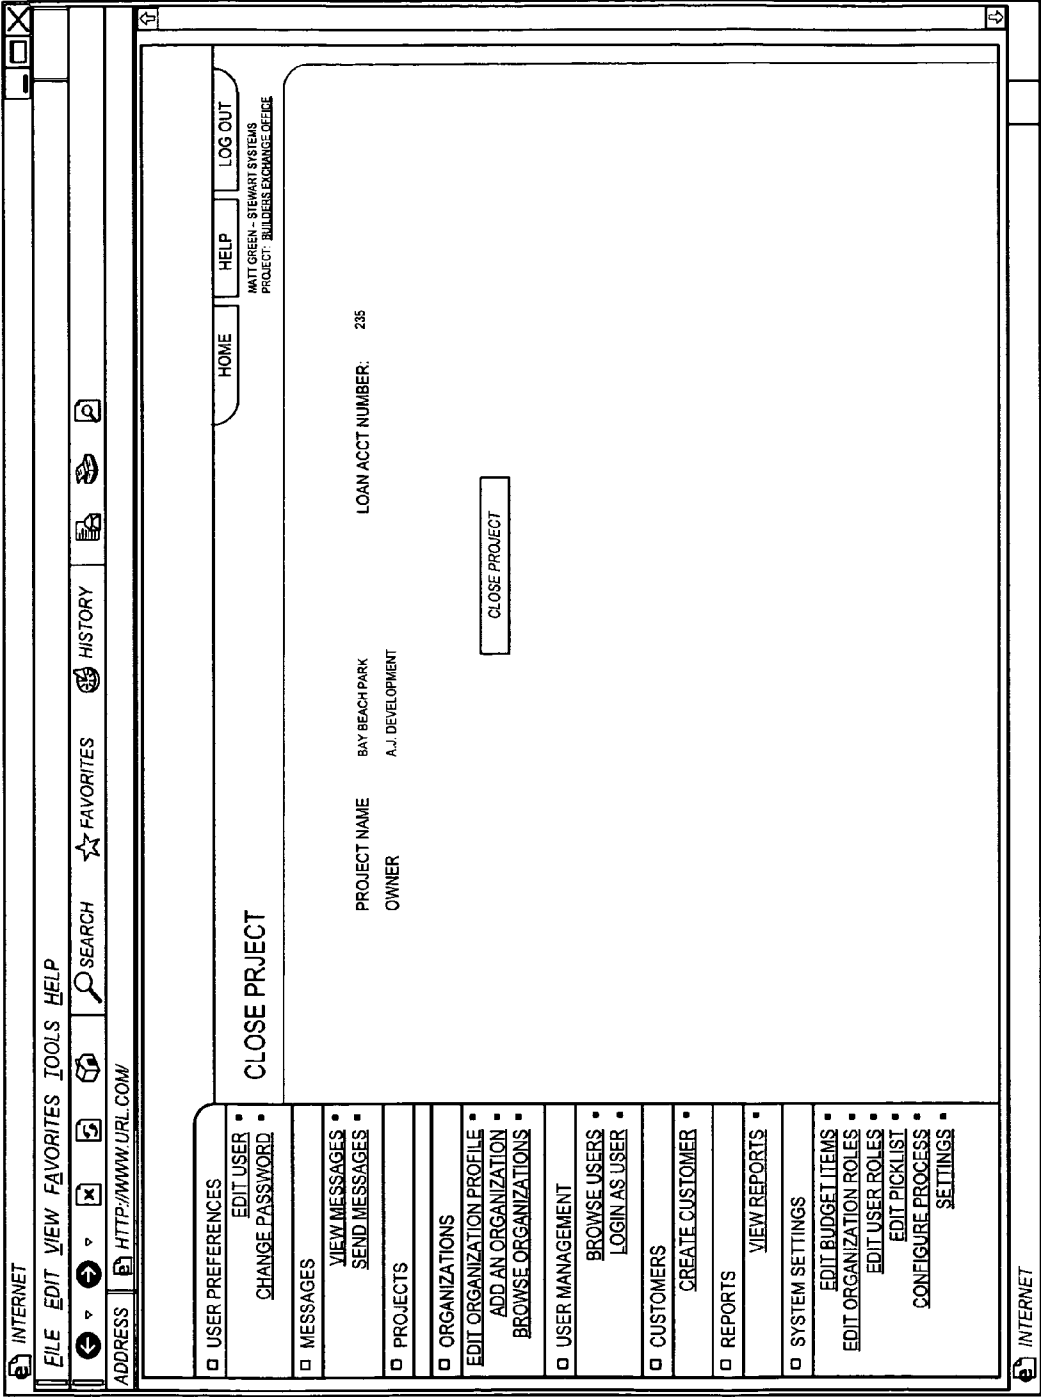 INTERNET
FILE EDIT VIEW FAVORITES TOOLS HELP
SEARCH FAVORITES HISTORY
ADDRESS HTTP://WWW.URL.COM/
HOME HELP LOG OUT
MATT GREEN - STEWART SYSTEMS
PROJECT: BUILDERS EXCHANGE OFFICE
USER PREFERENCES
EDIT USER
CHANGE PASSWORD
MESSAGES
VIEW MESSAGES
SEND MESSAGES
PROJECTS
ORGANIZATIONS
EDIT ORGANIZATION PROFILE
ADD AN ORGANIZATION
BROWSE ORGANIZATIONS
USER MANAGEMENT
BROWSE USERS
LOGIN AS USER
CUSTOMERS
CREATE CUSTOMER
REPORTS
VIEW REPORTS
SYSTEM SETTINGS
EDIT BUDGET ITEMS
EDIT ORGANIZATION ROLES
EDIT USER ROLES
EDIT PICKLIST
CONFIGURE PROCESS
SETTINGS
CLOSE PRJECT
PROJECT NAME BAY BEACH PARK LOAN ACCT NUMBER: 235
OWNER A.J. DEVELOPMENT
CLOSE PROJECT
INTERNET